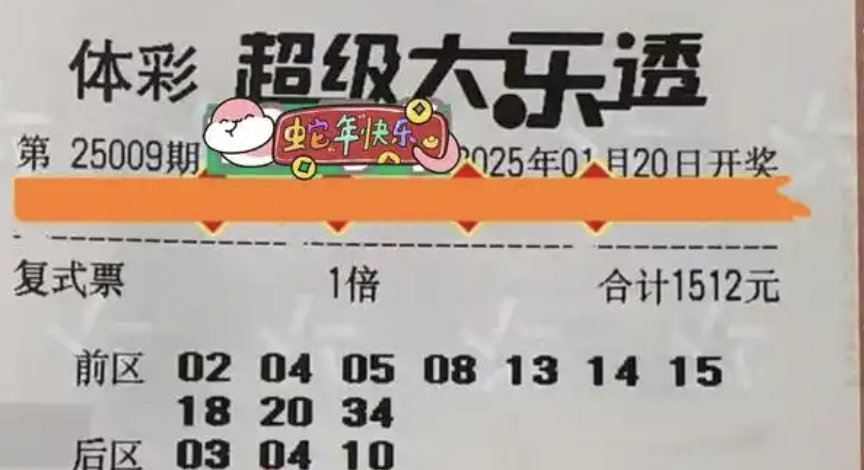 体彩 超级大乐透
蛇年快乐
第 25009期 2025年01月20日开奖
复式票 1倍 合计1512元
前区 02 04 05 08 13 14 15
18 20 34
后区 03 04 10